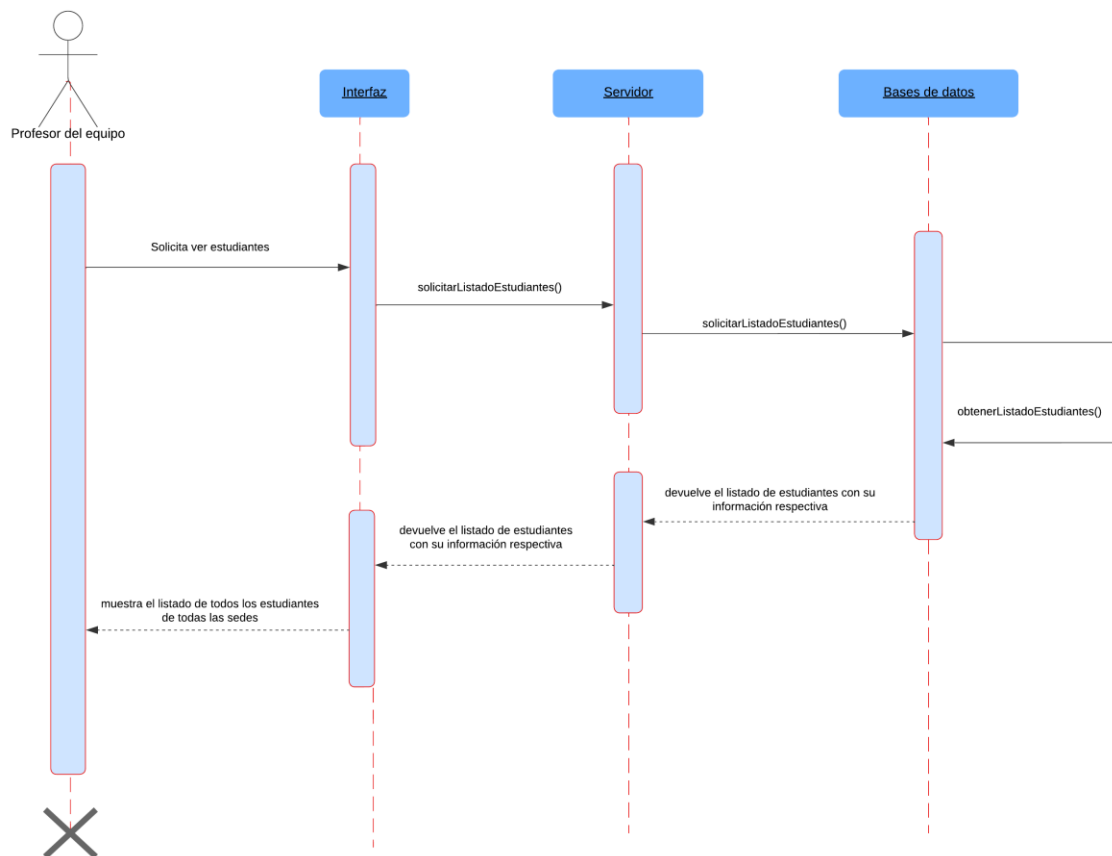 Profesor del equipo
Interfaz
Servidor
Bases de datos
Solicita ver estudiantes
solicitarListadoEstudiantes()
solicitarListadoEstudiantes()
obtenerListadoEstudiantes()
devuelve el listado de estudiantes con su
información respectiva
devuelve el listado de estudiantes
con su información respectiva
muestra el listado de todos los estudiantes
de todas las sedes